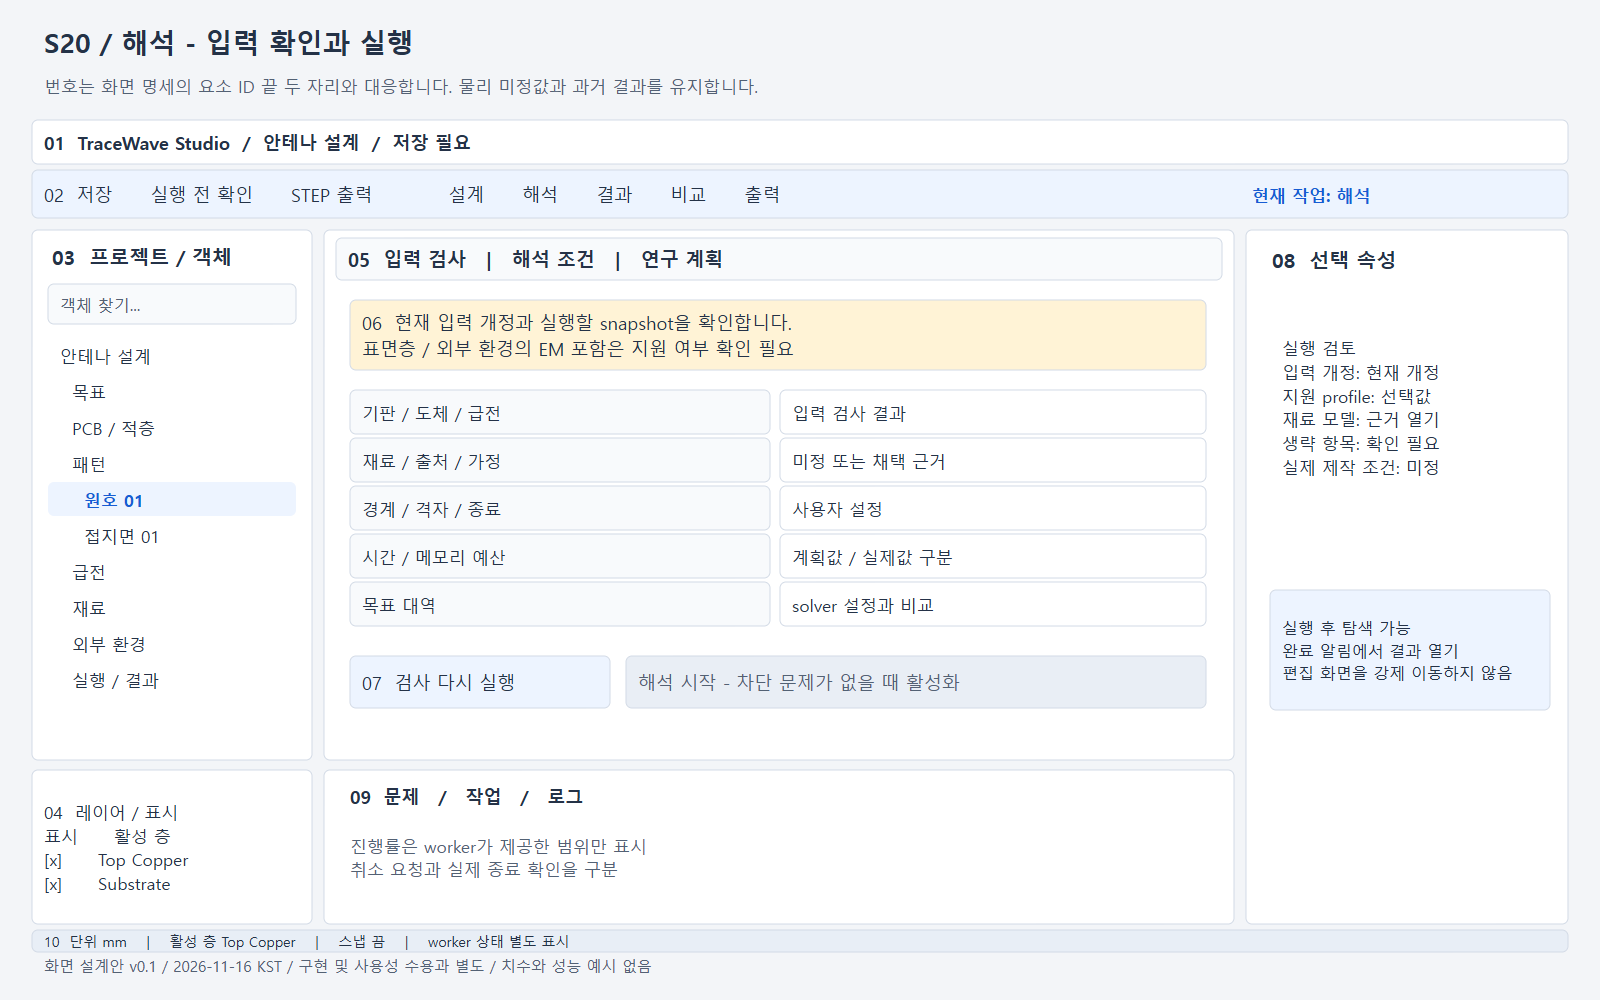 S20 / 해석 - 입력 확인과 실행
번호는 화면 명세의 요소 ID 끝 두 자리와 대응합니다. 물리 미정값과 과거 결과를 유지합니다.
01 TraceWave Studio / 안테나 설계 / 저장 필요
02 저장 실행 전 확인 STEP 출력 설계 해석 결과 비교 출력 현재 작업: 해석
03 프로젝트 / 객체
객체 찾기...
안테나 설계
목표
PCB / 적층
패턴
원호 01
접지면 01
급전
재료
외부 환경
실행 / 결과
04 레이어 / 표시
표시 활성 층
[x] Top Copper
[x] Substrate
05 입력 검사 | 해석 조건 | 연구 계획
06 현재 입력 개정과 실행할 snapshot을 확인합니다.
표면층 / 외부 환경의 EM 포함은 지원 여부 확인 필요
기판 / 도체 / 급전 입력 검사 결과
재료 / 출처 / 가정 미정 또는 채택 근거
경계 / 격자 / 종료 사용자 설정
시간 / 메모리 예산 계획값 / 실제값 구분
목표 대역 solver 설정과 비교
07 검사 다시 실행 해석 시작 - 차단 문제가 없을 때 활성화
08 선택 속성
실행 검토
입력 개정: 현재 개정
지원 profile: 선택값
재료 모델: 근거 열기
생략 항목: 확인 필요
실제 제작 조건: 미정
실행 후 탐색 가능
완료 알림에서 결과 열기
편집 화면을 강제 이동하지 않음
09 문제 / 작업 / 로그
진행률은 worker가 제공한 범위만 표시
취소 요청과 실제 종료 확인을 구분
10 단위 mm | 활성 층 Top Copper | 스냅 끔 | worker 상태 별도 표시
화면 설계안 v0.1 / 2026-11-16 KST / 구현 및 사용성 수용과 별도 / 치수와 성능 예시 없음